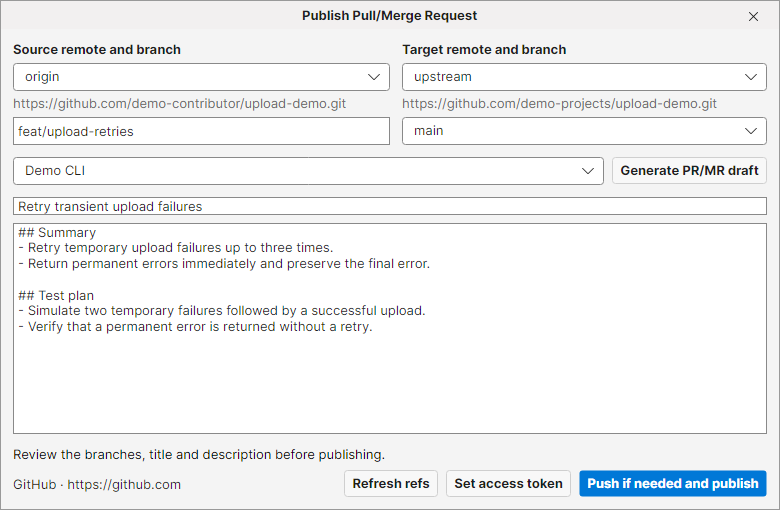 Publish Pull/Merge Request
Source remote and branch
Target remote and branch
origin
upstream
https://github.com/demo-contributor/upload-demo.git
https://github.com/demo-projects/upload-demo.git
feat/upload-retries
main
Demo CLI
Generate PR/MR draft
Retry transient upload failures
## Summary
- Retry temporary upload failures up to three times.
- Return permanent errors immediately and preserve the final error.
## Test plan
- Simulate two temporary failures followed by a successful upload.
- Verify that a permanent error is returned without a retry.
Review the branches, title and description before publishing.
GitHub · https://github.com
Refresh refs
Set access token
Push if needed and publish